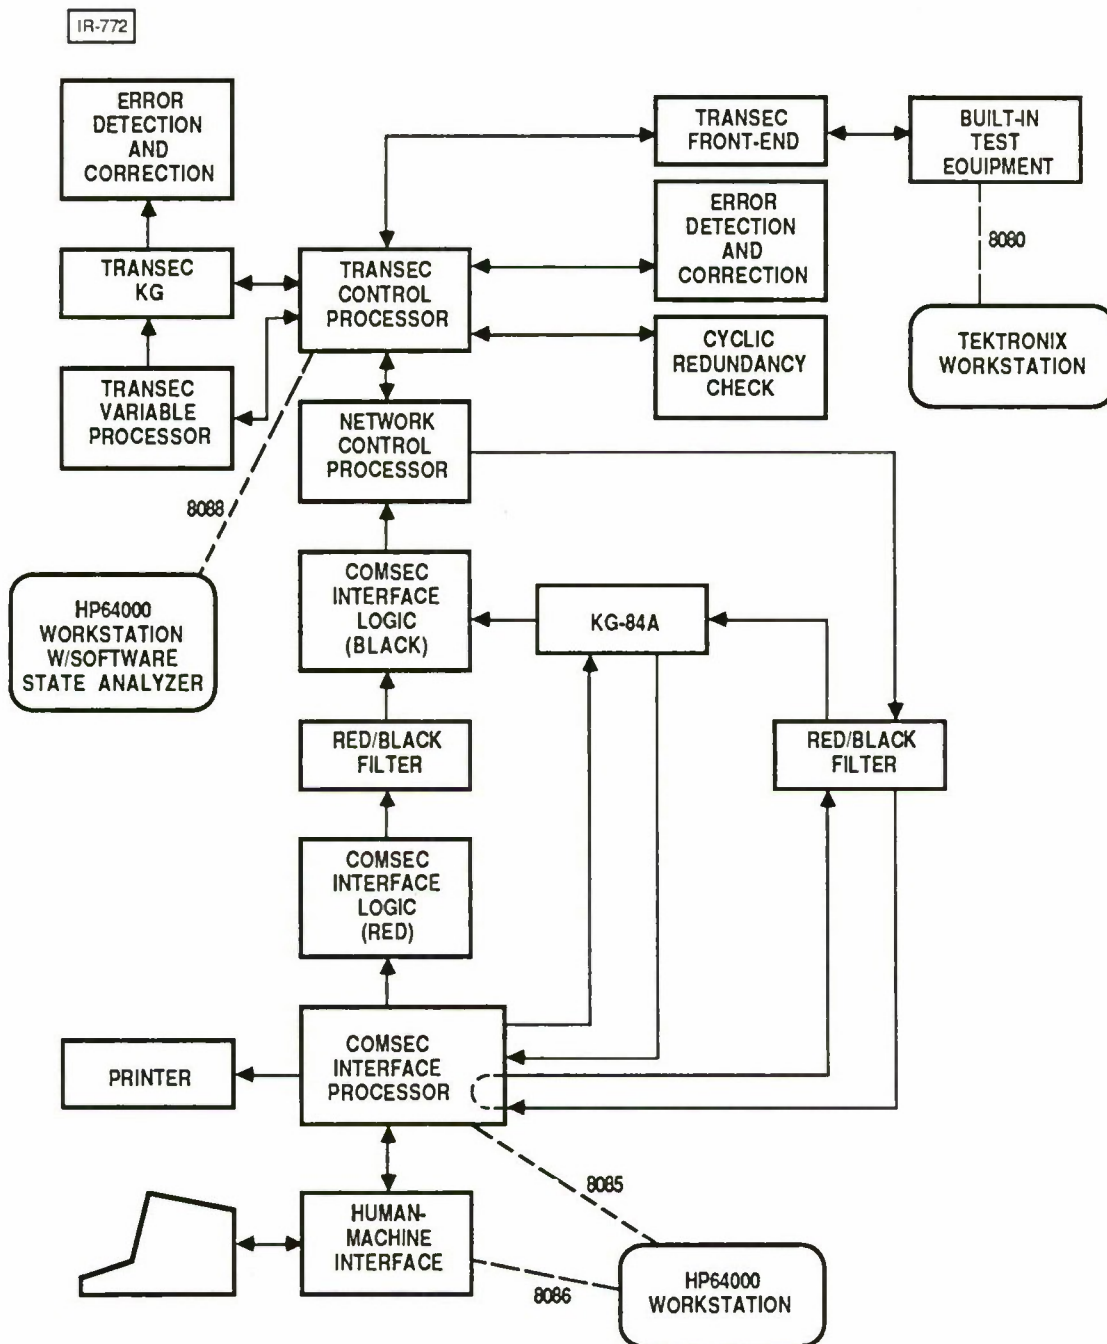 IR-772
ERROR
DETECTION
AND
CORRECTION
TRANSEC
FRONT-END
BUILT-IN
TEST
EQUIPMENT
ERROR
DETECTION
AND
CORRECTION
8080
TRANSEC
KG
TRANSEC
CONTROL
PROCESSOR
CYCLIC
REDUNDANCY
CHECK
TEKTRONIX
WORKSTATION
TRANSEC
VARIABLE
PROCESSOR
NETWORK
CONTROL
PROCESSOR
8088
HP64000
WORKSTATION
W/SOFTWARE
STATE ANALYZER
COMSEC
INTERFACE
LOGIC
(BLACK)
KG-84A
RED/BLACK
FILTER
RED/BLACK
FILTER
COMSEC
INTERFACE
LOGIC
(RED)
PRINTER
COMSEC
INTERFACE
PROCESSOR
8085
HUMAN-
MACHINE
INTERFACE
8086
HP64000
WORKSTATION